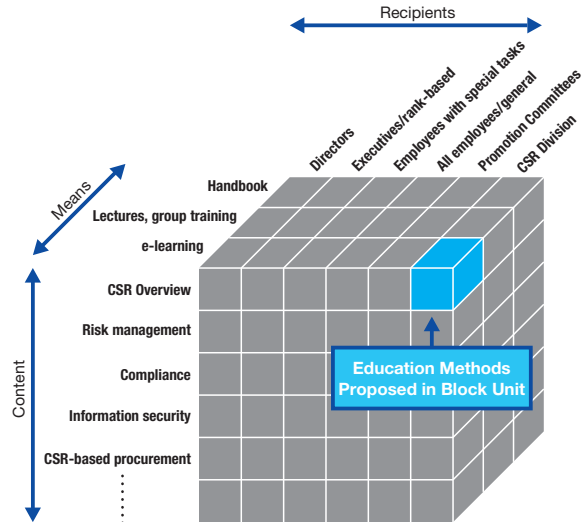 Recipients
Directors
Executives/rank-based
Employees with special tasks
All employees/general
Promotion Committees
CSR Division
Means
Handbook
Lectures, group training
e-learning
Content
CSR Overview
Risk management
Compliance
Information security
CSR-based procurement
Education Methods
Proposed in Block Unit